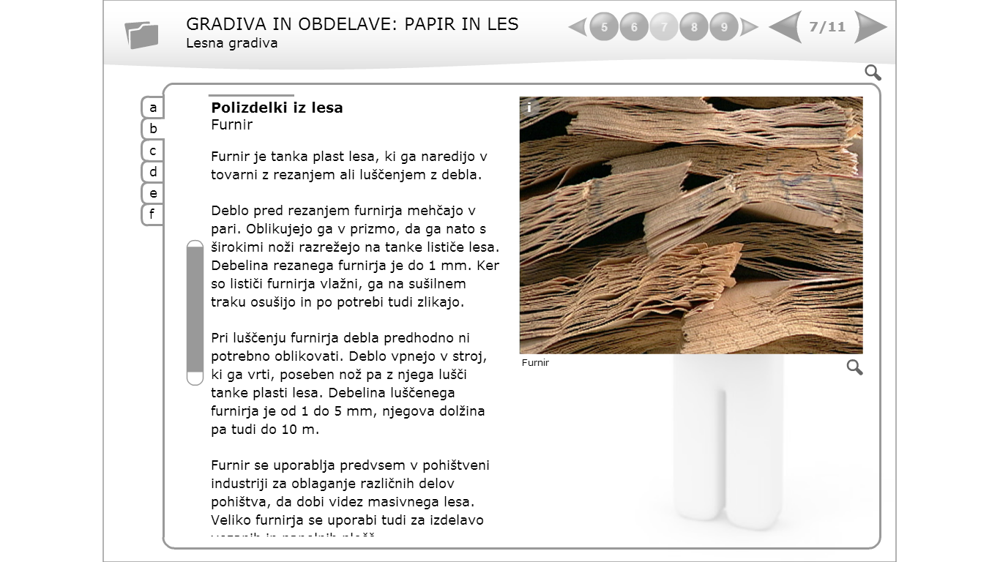 GRADIVA IN OBDELAVE: PAPIR IN LES
Lesna gradiva
5 6 7 8 9
7/11
a
b
c
d
e
f
Polizdelki iz lesa
Furnir
Furnir je tanka plast lesa, ki ga naredijo v
tovarni z rezanjem ali luščenjem z debla.
Deblo pred rezanjem furnirja mehčajo v
pari. Oblikujejo ga v prizmo, da ga nato s
širokimi noži razrežejo na tanke lističe lesa.
Debelina rezanega furnirja je do 1 mm. Ker
so lističi furnirja vlažni, ga na sušilnem
traku osušijo in po potrebi tudi zlikajo.
Pri luščenju furnirja debla predhodno ni
potrebno oblikovati. Deblo vpnejo v stroj,
ki ga vrti, poseben nož pa z njega lušči
tanke plasti lesa. Debelina luščenega
furnirja je od 1 do 5 mm, njegova dolžina
pa tudi do 10 m.
Furnir se uporablja predvsem v pohištveni
industriji za oblaganje različnih delov
pohištva, da dobi videz masivnega lesa.
Veliko furnirja se uporabi tudi za izdelavo
i
Furnir